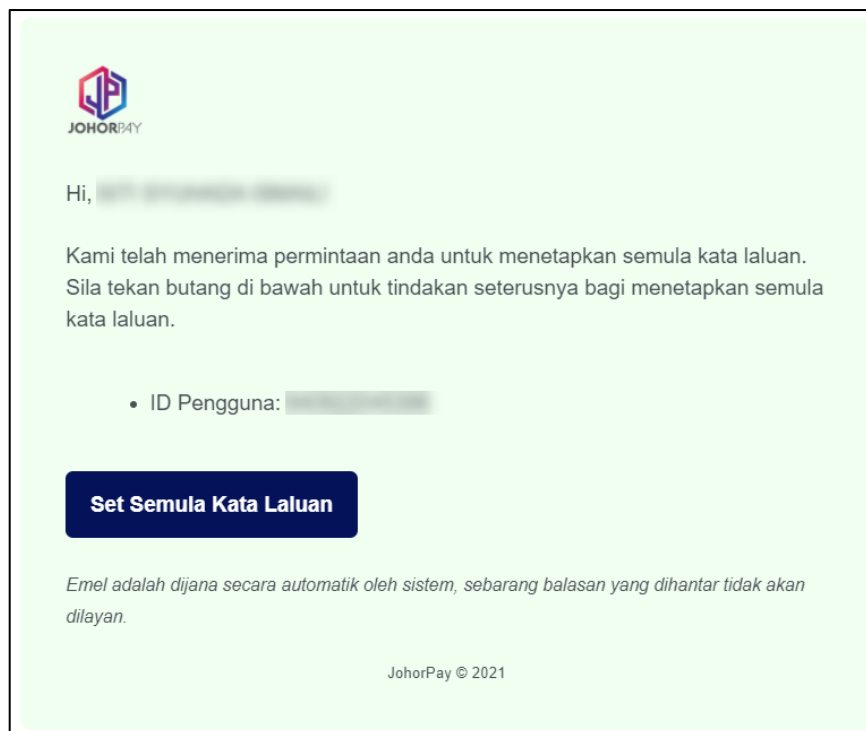 JP
JOHORPAY
Hi,
Kami telah menerima permintaan anda untuk menetapkan semula kata laluan.
Sila tekan butang di bawah untuk tindakan seterusnya bagi menetapkan semula
kata laluan.
• ID Pengguna:
Set Semula Kata Laluan
Emel adalah dijana secara automatik oleh sistem, sebarang balasan yang dihantar tidak akan
dilayan.
JohorPay © 2021